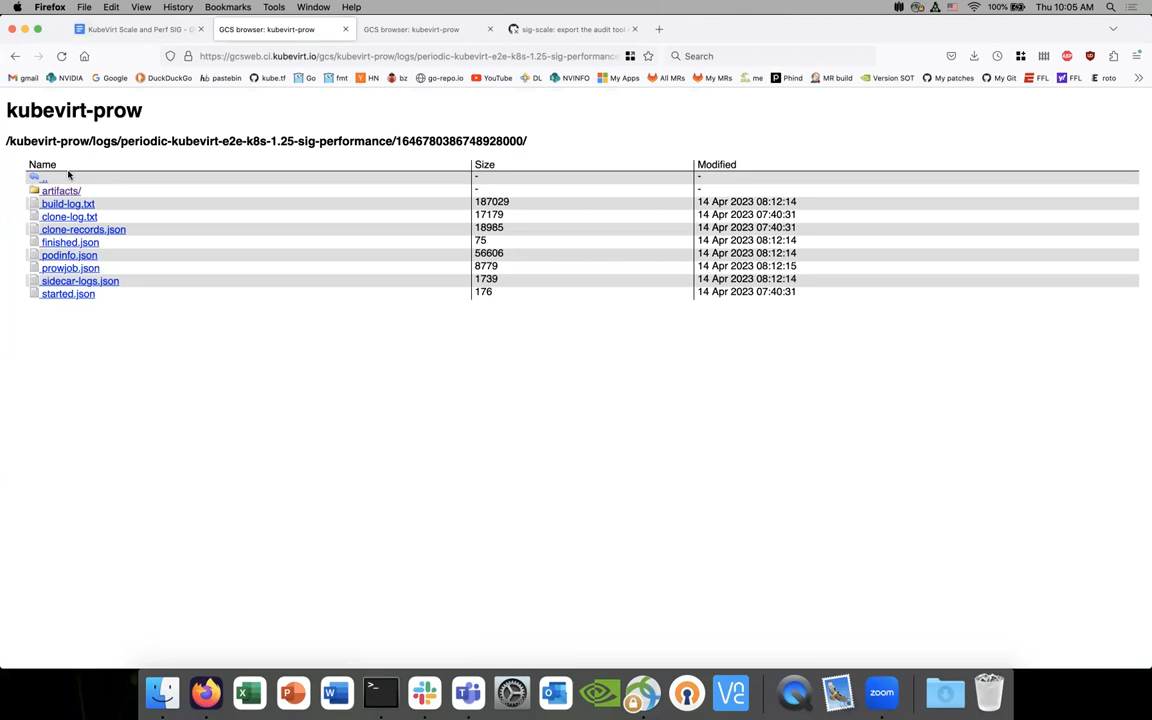 Firefox File Edit View History Bookmarks Tools Window Help 100% Thu 10:05 AM
KubeVirt Scale and Perf SIG - GCS browser: kubevirt-prow GCS browser: kubevirt-prow sig-scale: export the audit tool
https://gcsweb.ci.kubevirt.io/gcs/kubevirt-prow/logs/periodic-kubevirt-e2e-k8s-1.25-sig-performance Search
gmail NVIDIA Google DuckDuckGo pastebin kube.tf Go fmt HN bz go-repo.io YouTube DL NVINFO My Apps All MRs My MRs me Phind MR build Version SOT My patches My Git FFL FFL roto
kubevirt-prow
/kubevirt-prow/logs/periodic-kubevirt-e2e-k8s-1.25-sig-performance/1646780386748928000/
Name Size Modified
.. - -
artifacts/ - -
build-log.txt 187029 14 Apr 2023 08:12:14
clone-log.txt 17179 14 Apr 2023 07:40:31
clone-records.json 18985 14 Apr 2023 07:40:31
finished.json 75 14 Apr 2023 08:12:14
podinfo.json 56606 14 Apr 2023 08:12:14
prowjob.json 8779 14 Apr 2023 08:12:15
sidecar-logs.json 1739 14 Apr 2023 08:12:14
started.json 176 14 Apr 2023 07:40:31
zoom